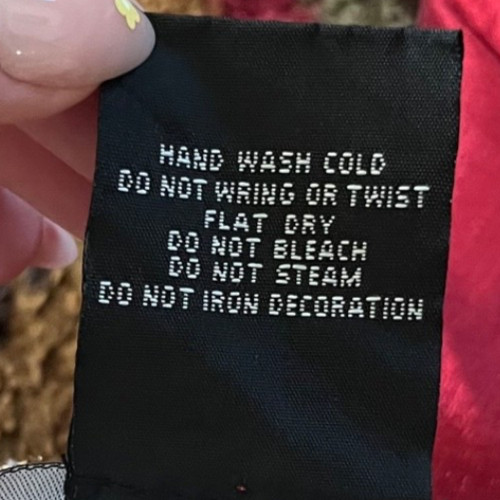 HAND WASH COLD
DO NOT WRING OR TWIST
FLAT DRY
DO NOT BLEACH
DO NOT STEAM
DO NOT IRON DECORATION